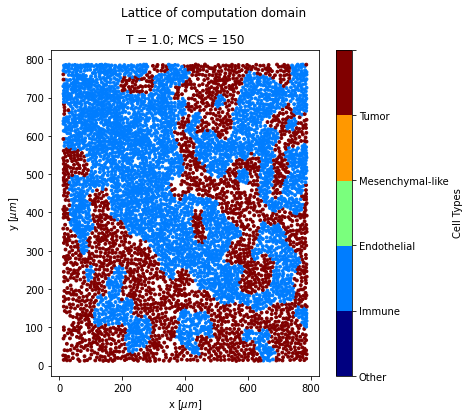 Lattice of computation domain
T = 1.0; MCS = 150
800
700
600
500
400
300
200
100
0
y [μm]
0
200
400
600
800
x [μm]
Tumor
Mesenchymal-like
Endothelial
Immune
Other
Cell Types